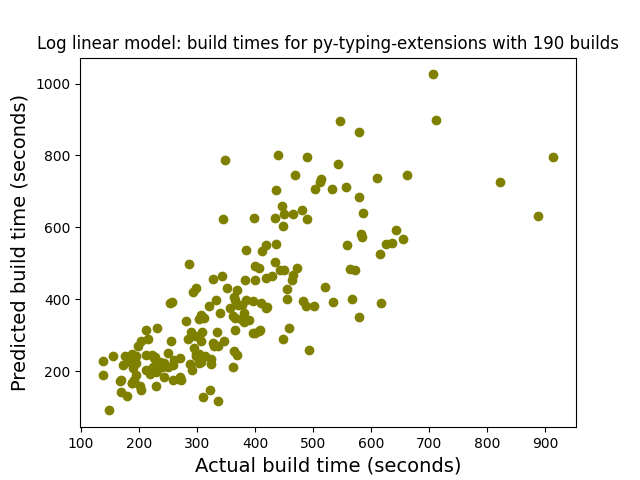 Log linear model: build times for py-typing-extensions with 190 builds
1000
800
600
400
200
Predicted build time (seconds)
100 200 300 400 500 600 700 800 900
Actual build time (seconds)